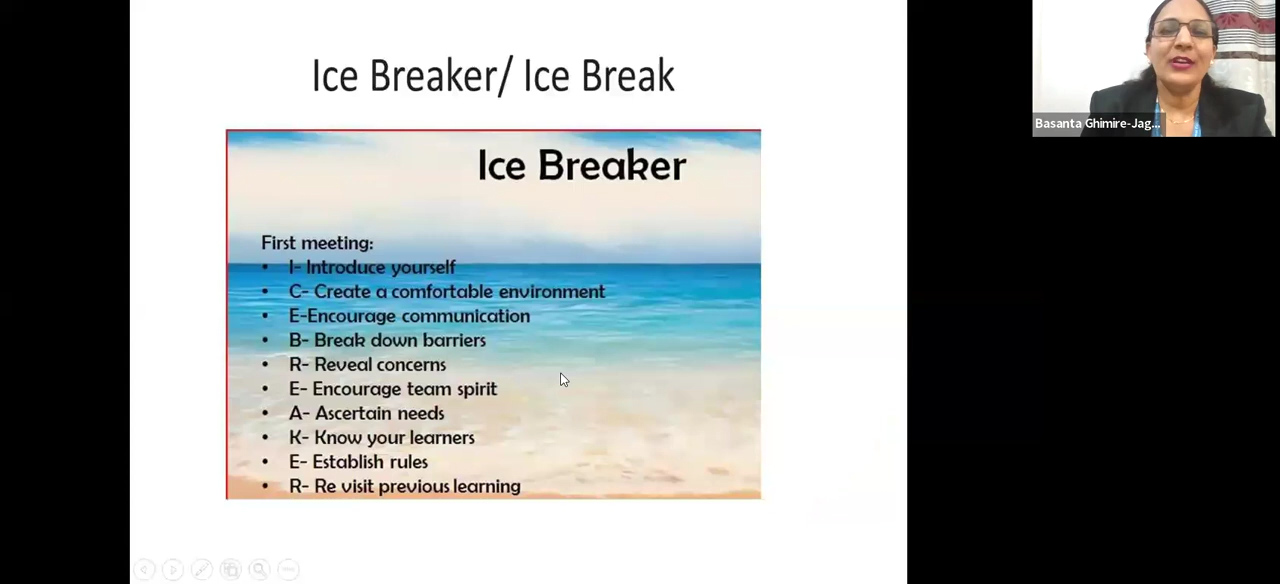 Ice Breaker/ Ice Break
Ice Breaker
First meeting:
• I- Introduce yourself
• C- Create a comfortable environment
• E-Encourage communication
• B- Break down barriers
• R- Reveal concerns
• E- Encourage team spirit
• A- Ascertain needs
• K- Know your learners
• E- Establish rules
• R- Re visit previous learning
Basanta Ghimire-Jag...